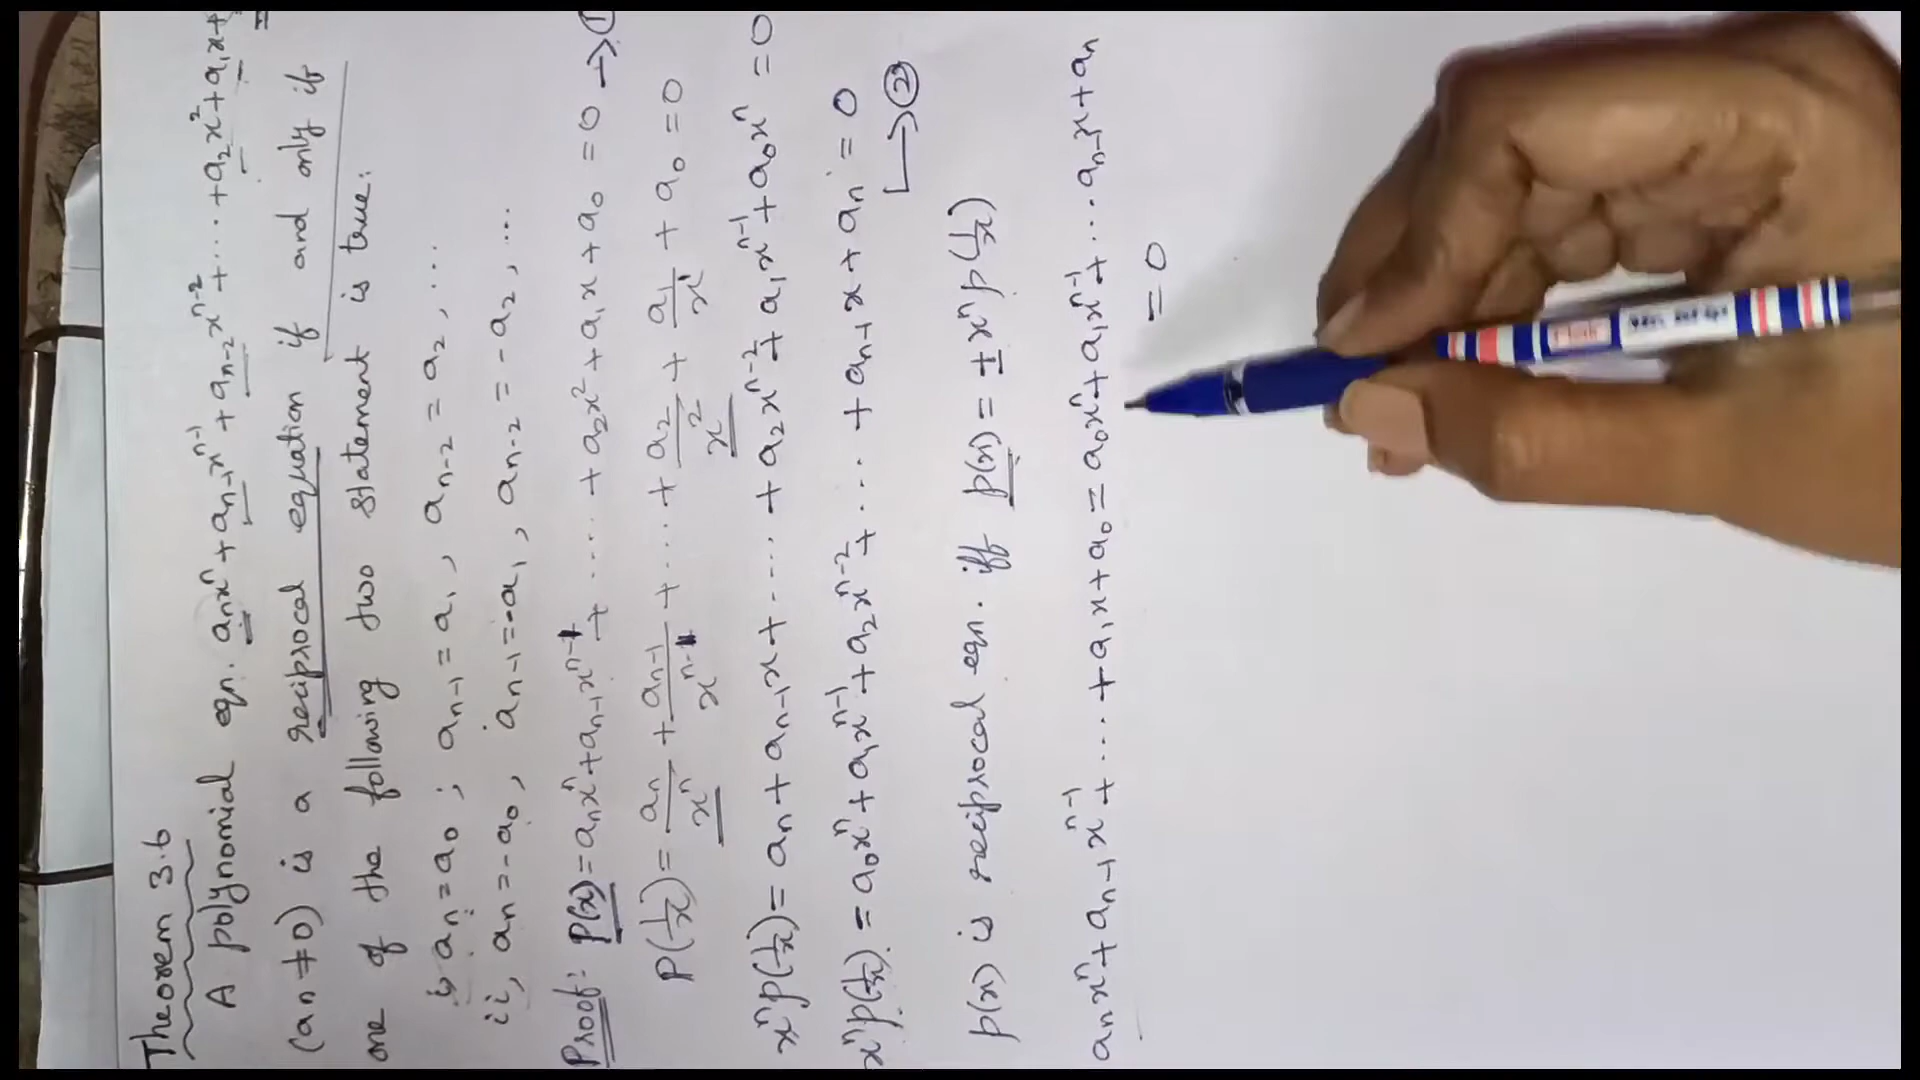 Theorem 3.6
A polynomial eqn. aₙxⁿ + aₙ₋₁xⁿ⁻¹ + aₙ₋₂xⁿ⁻² + ... + a₂x² + a₁x +
(aₙ ≠ 0) is a reciprocal equation if and only if
one of the following two statement is true:
i, aₙ = a₀ ; aₙ₋₁ = a₁, aₙ₋₂ = a₂, ...
ii, aₙ = -a₀, aₙ₋₁ = -a₁, aₙ₋₂ = -a₂, ...
Proof: P(x) = aₙxⁿ + aₙ₋₁xⁿ⁻¹ + .... + a₂x² + a₁x + a₀ = 0 → ①
P(1/x) = aₙ/xⁿ + aₙ₋₁/xⁿ⁻¹ + .... + a₂/x² + a₁/x + a₀ = 0
xⁿp(1/x) = aₙ + aₙ₋₁x + .... + a₂xⁿ⁻² + a₁xⁿ⁻¹ + a₀xⁿ = 0
xⁿp(1/x) = a₀xⁿ + a₁xⁿ⁻¹ + a₂xⁿ⁻² + ... + aₙ₋₁x + aₙ = 0
→ ②
p(x) is reciprocal eqn. iff p(x) = ± xⁿp(1/x)
aₙxⁿ + aₙ₋₁xⁿ⁻¹ + ... + a₁x + a₀ = a₀xⁿ + a₁xⁿ⁻¹ + ... aₙ₋₁x + aₙ
= 0